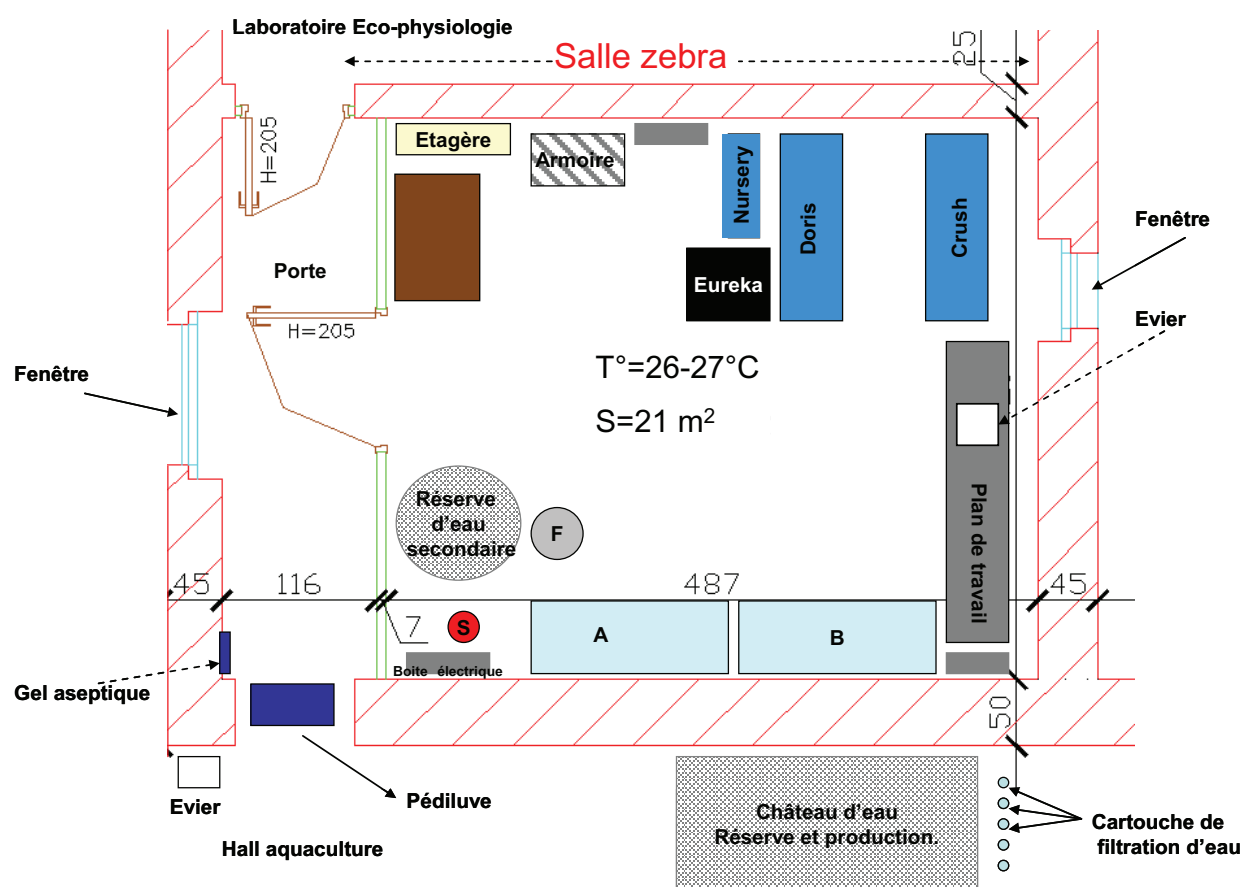 Laboratoire Eco-physiologie
Salle zebra
25
H=205
Etagère
Armoire
Nursery
Doris
Crush
Fenêtre
Porte
Eureka
Evier
H=205
T°=26-27°C
Fenêtre
S=21 m²
Réserve
d'eau
secondaire
F
Plan de travail
45
116
487
45
7
S
A
B
Boite électrique
Gel aseptique
50
Evier
Pédiluve
Château d'eau
Réserve et production.
Cartouche de
filtration d'eau
Hall aquaculture